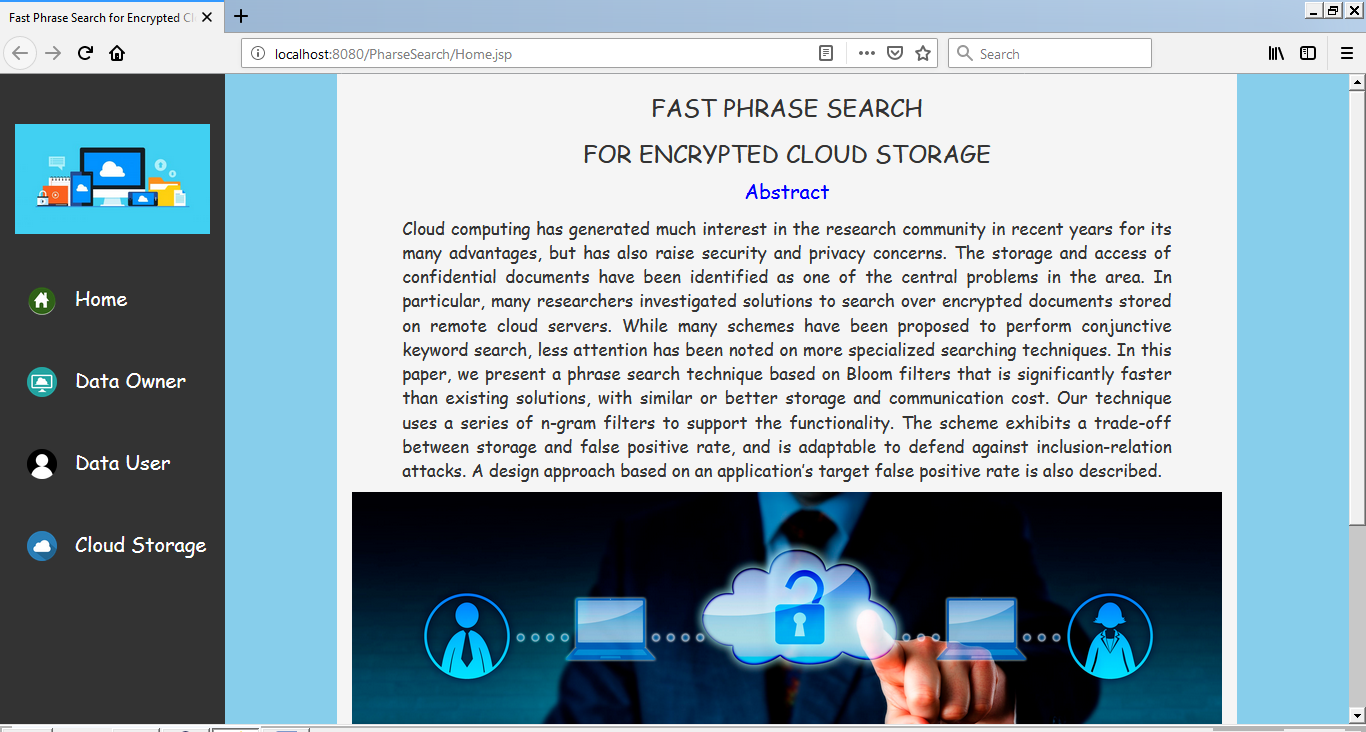 Fast Phrase Search for Encrypted Cl
localhost:8080/PharseSearch/Home.jsp
Search
Home
Data Owner
Data User
Cloud Storage
FAST PHRASE SEARCH
FOR ENCRYPTED CLOUD STORAGE
Abstract
Cloud computing has generated much interest in the research community in recent years for its
many advantages, but has also raise security and privacy concerns. The storage and access of
confidential documents have been identified as one of the central problems in the area. In
particular, many researchers investigated solutions to search over encrypted documents stored
on remote cloud servers. While many schemes have been proposed to perform conjunctive
keyword search, less attention has been noted on more specialized searching techniques. In this
paper, we present a phrase search technique based on Bloom filters that is significantly faster
than existing solutions, with similar or better storage and communication cost. Our technique
uses a series of n-gram filters to support the functionality. The scheme exhibits a trade-off
between storage and false positive rate, and is adaptable to defend against inclusion-relation
attacks. A design approach based on an application's target false positive rate is also described.